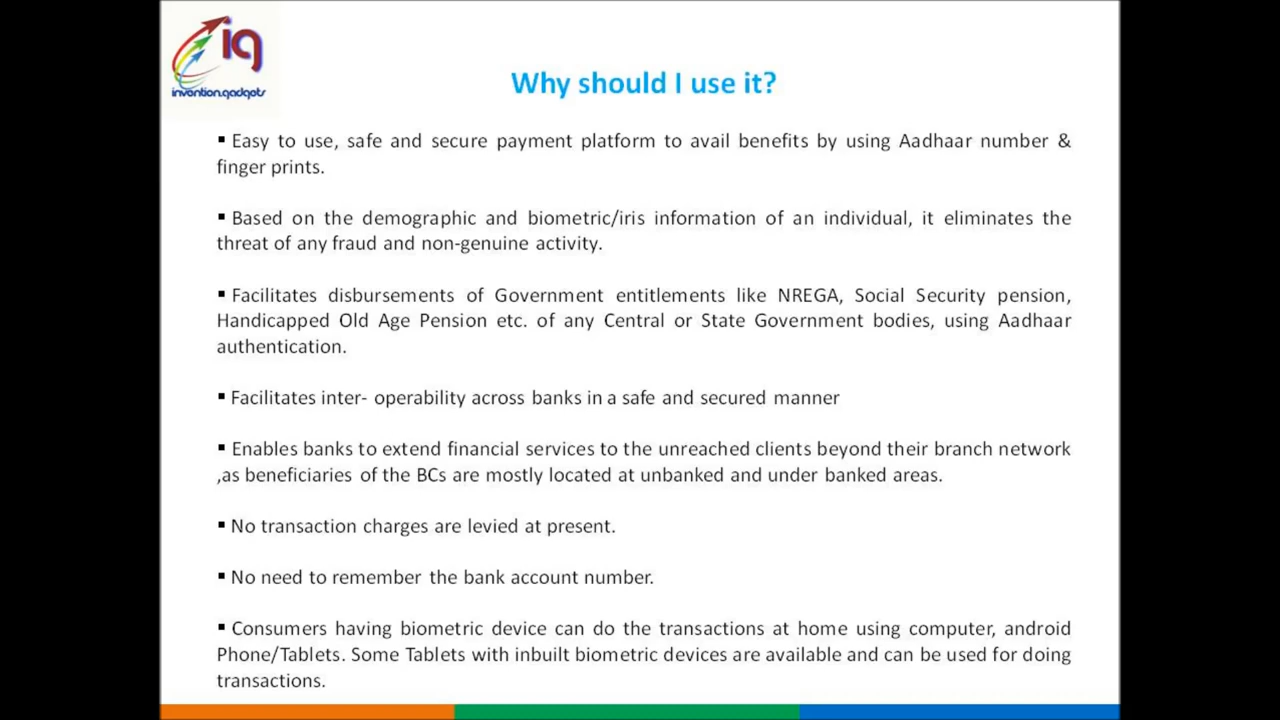 iq
invention.gadgets
Why should I use it?
▪ Easy to use, safe and secure payment platform to avail benefits by using Aadhaar number &
finger prints.
▪ Based on the demographic and biometric/iris information of an individual, it eliminates the
threat of any fraud and non-genuine activity.
▪ Facilitates disbursements of Government entitlements like NREGA, Social Security pension,
Handicapped Old Age Pension etc. of any Central or State Government bodies, using Aadhaar
authentication.
▪ Facilitates inter- operability across banks in a safe and secured manner
▪ Enables banks to extend financial services to the unreached clients beyond their branch network
,as beneficiaries of the BCs are mostly located at unbanked and under banked areas.
▪ No transaction charges are levied at present.
▪ No need to remember the bank account number.
▪ Consumers having biometric device can do the transactions at home using computer, android
Phone/Tablets. Some Tablets with inbuilt biometric devices are available and can be used for doing
transactions.